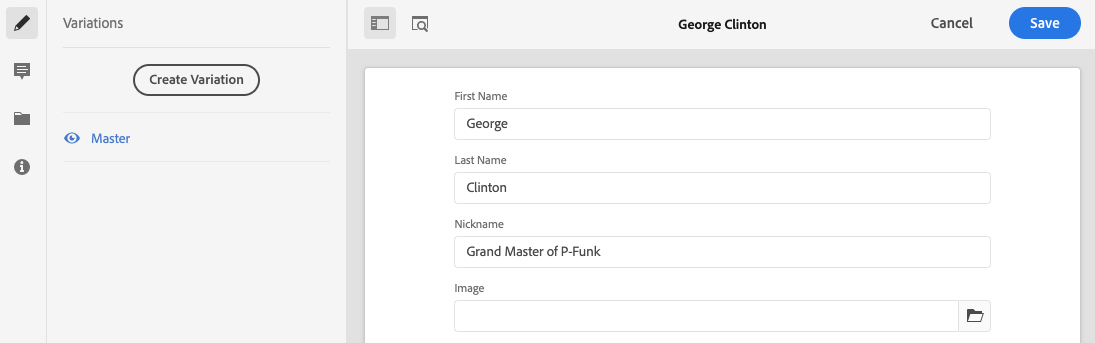 Variations
Create Variation
Master
George Clinton
Cancel
Save
First Name
George
Last Name
Clinton
Nickname
Grand Master of P-Funk
Image